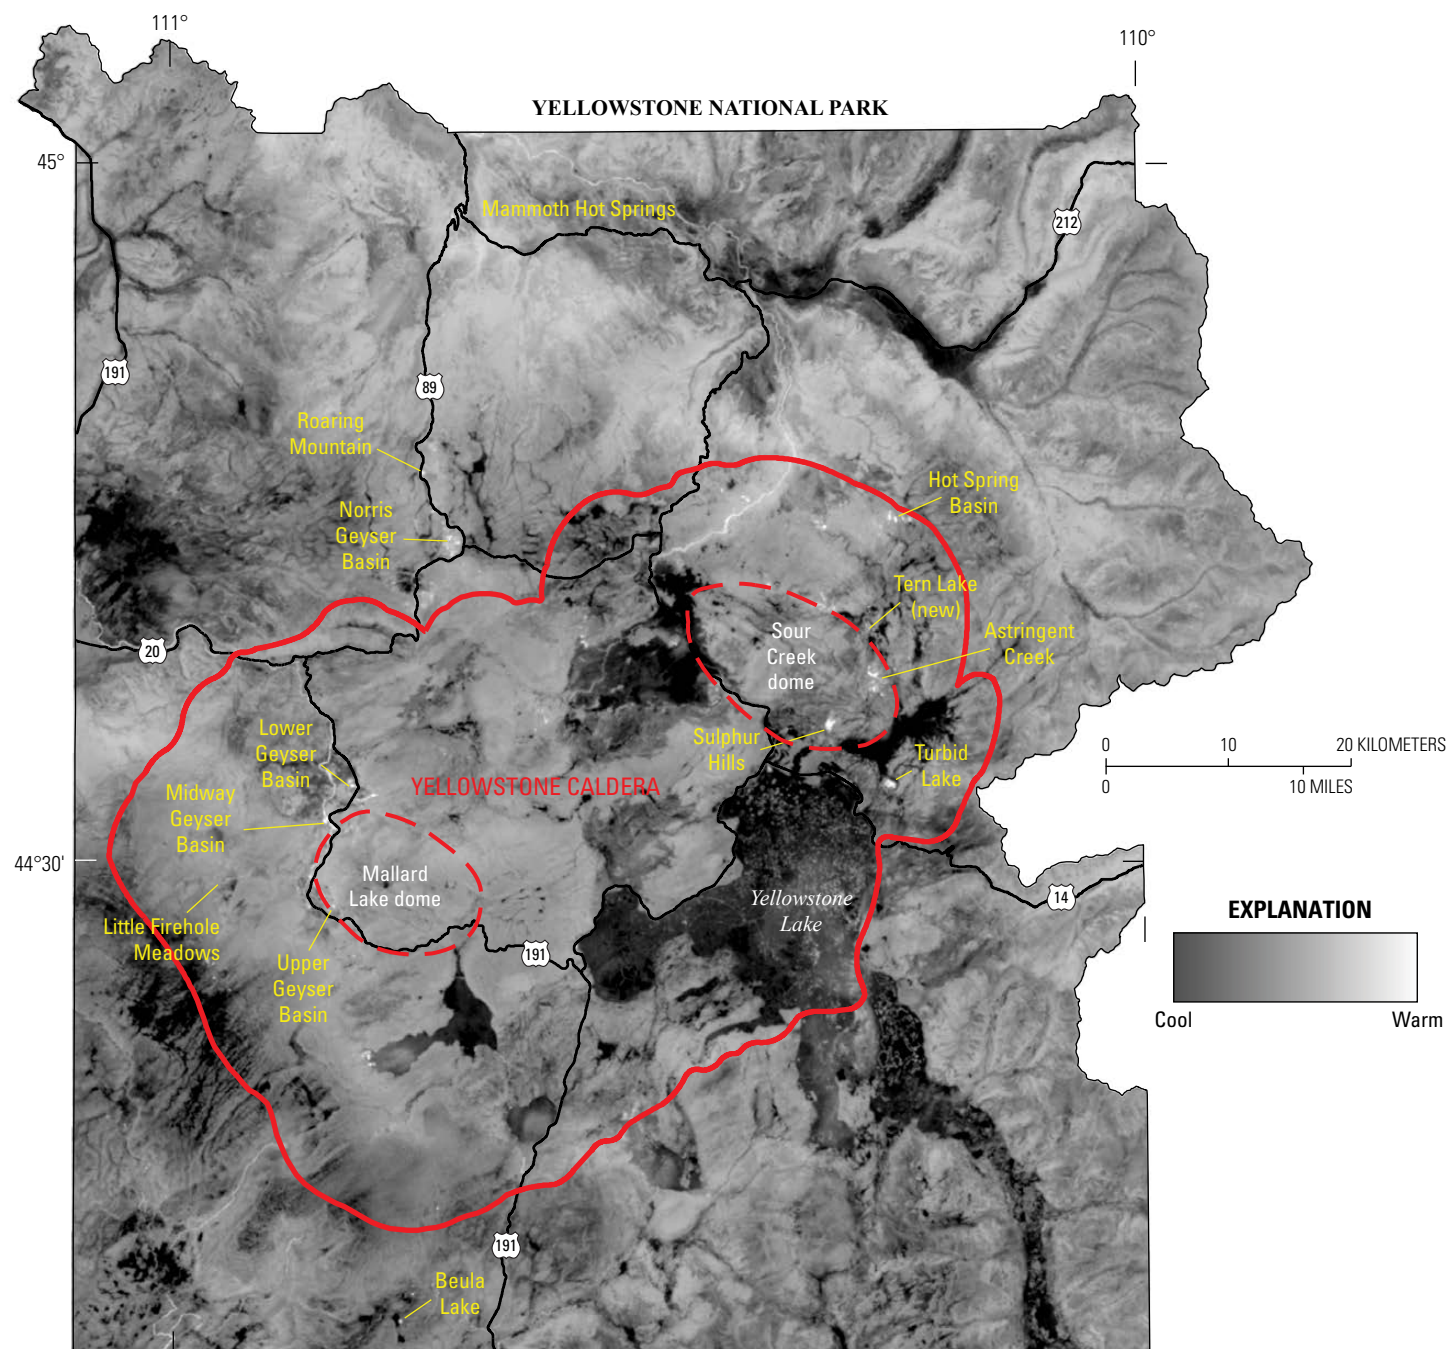 111°
110°
YELLOWSTONE NATIONAL PARK
45°
Mammoth Hot Springs
212
191
89
Roaring
Mountain
Hot Spring
Basin
Norris
Geyser
Basin
Tern Lake
(new)
Sour
Creek
dome
Astringent
Creek
20
Lower
Geyser
Basin
Sulphur
Hills
Turbid
Lake
0 10 20 KILOMETERS
0 10 MILES
YELLOWSTONE CALDERA
Midway
Geyser
Basin
44°30'
Mallard
Lake dome
Yellowstone
Lake
14
Little Firehole
Meadows
EXPLANATION
Cool Warm
Upper
Geyser
Basin
191
191
Beula
Lake